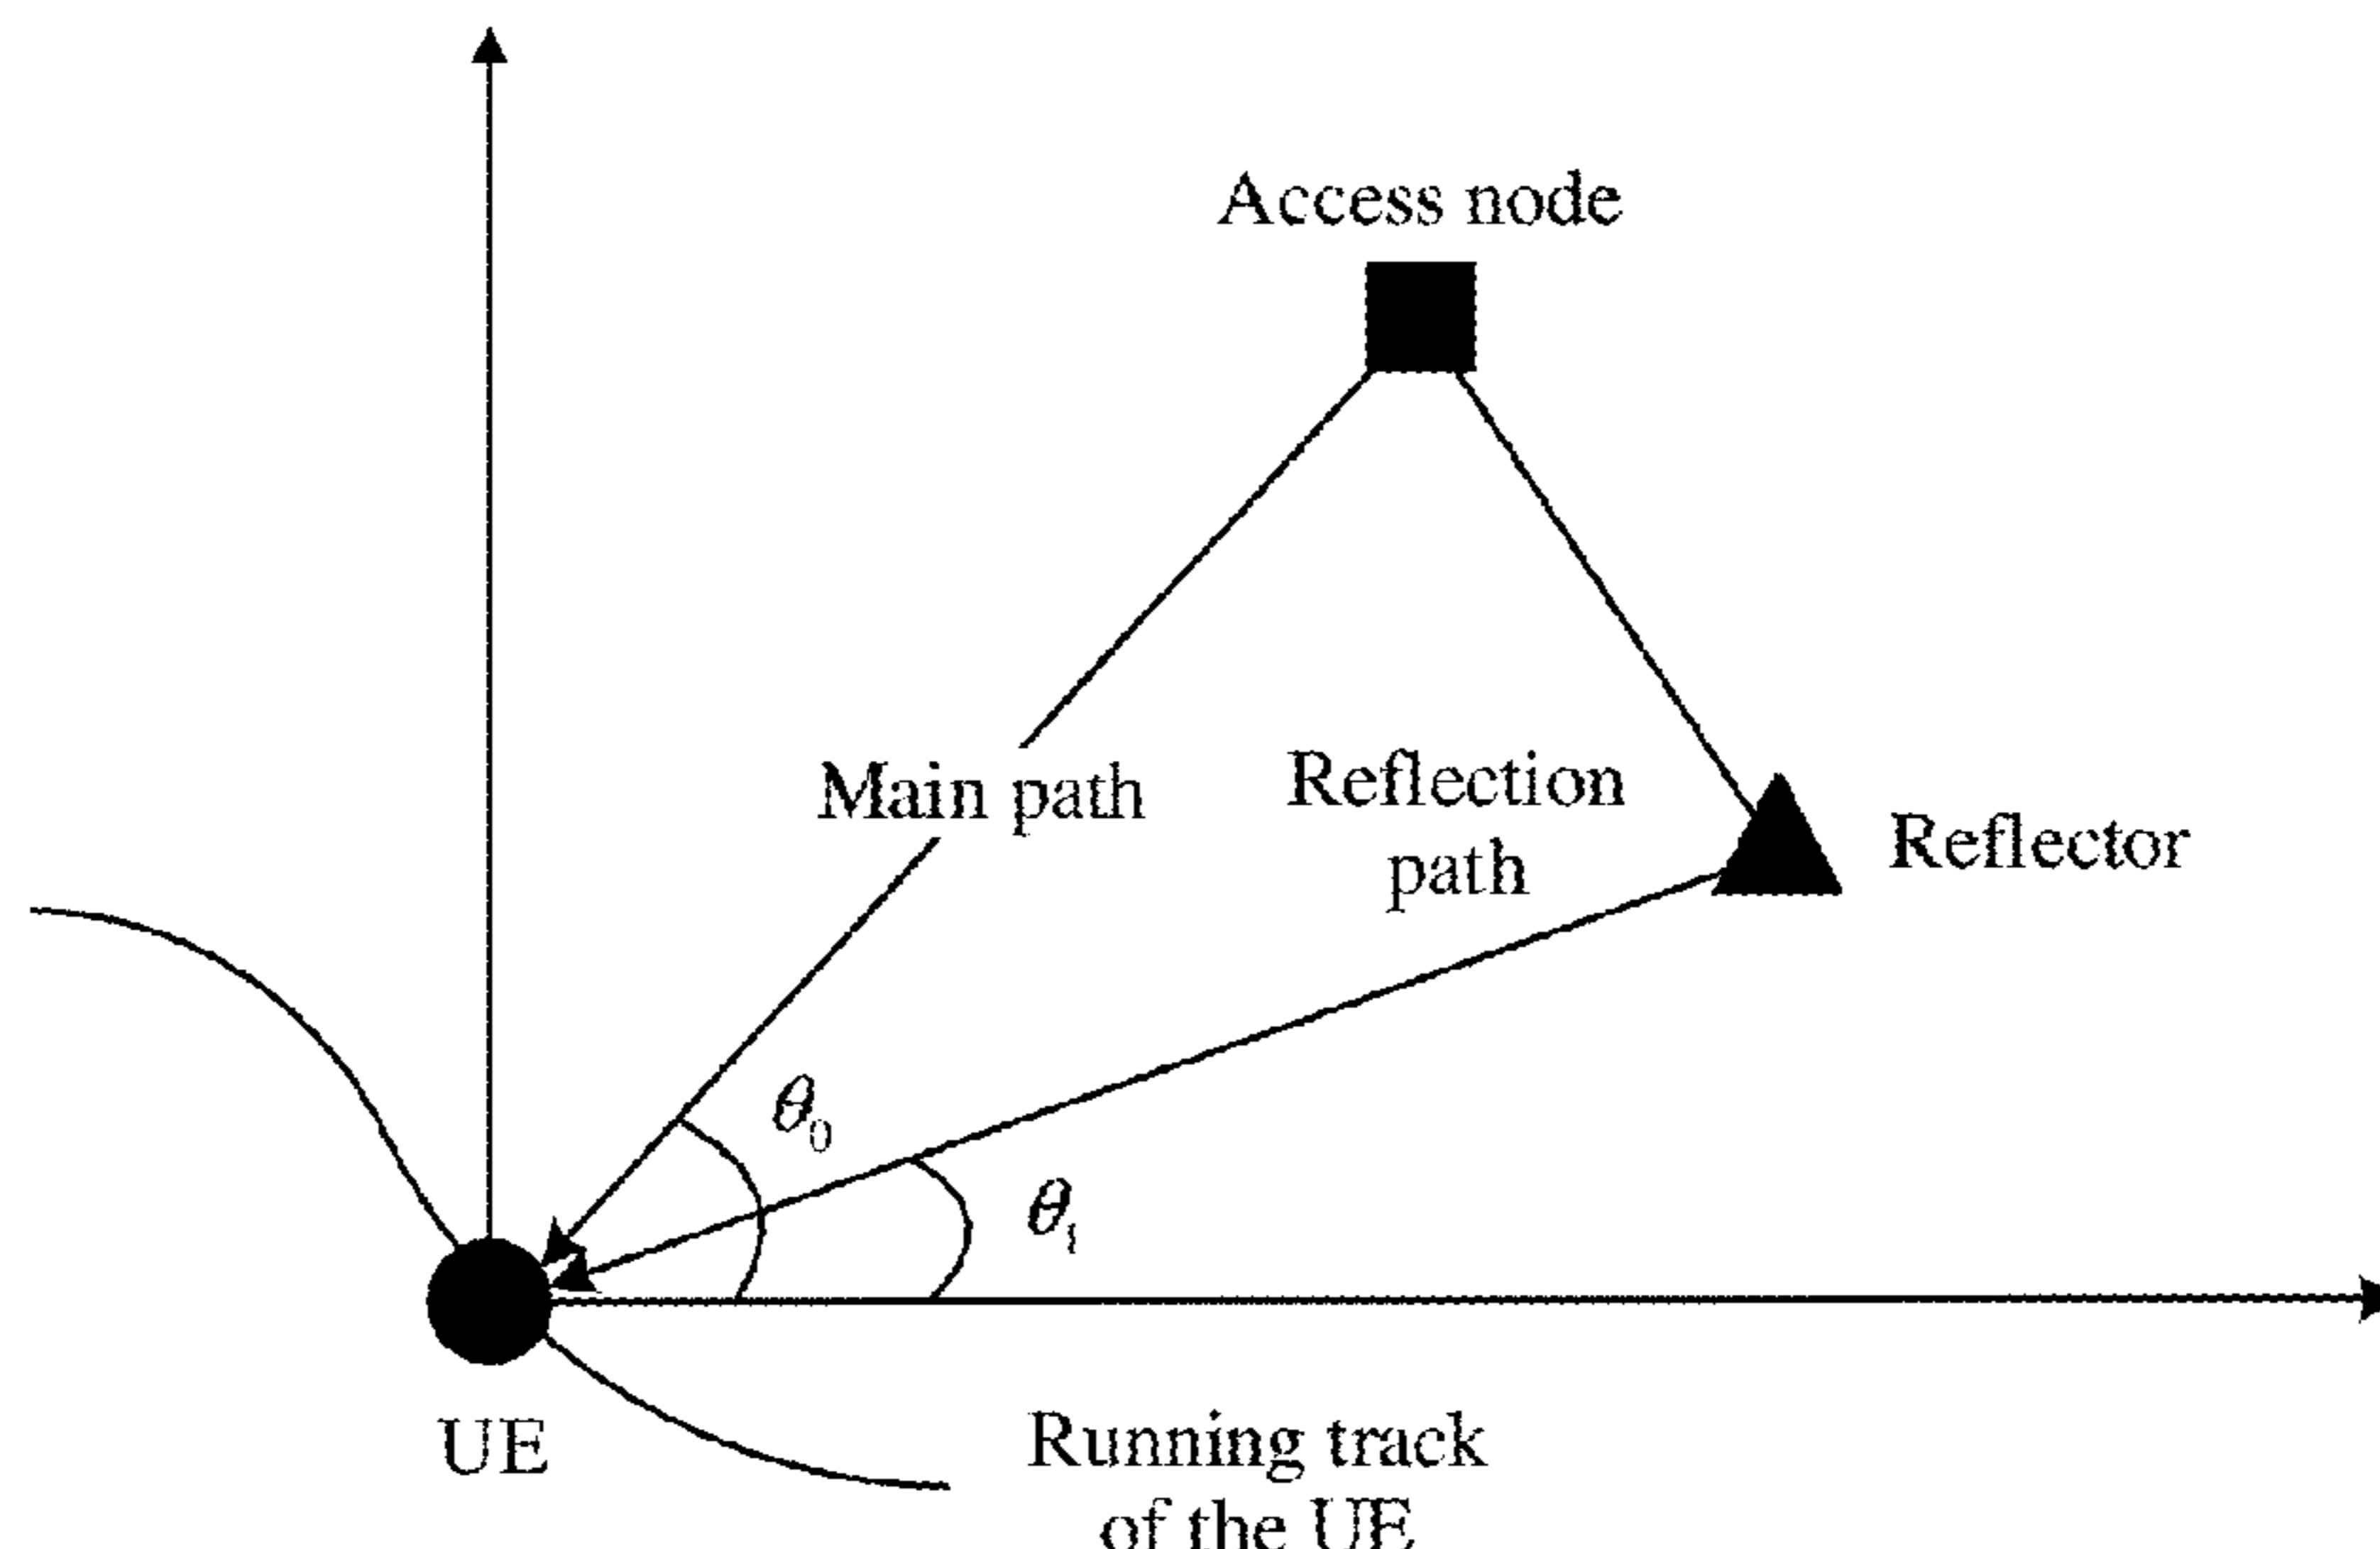 Access node
Main path
Reflection
path
Reflector
θ0
θ1
UE
Running track
of the UE